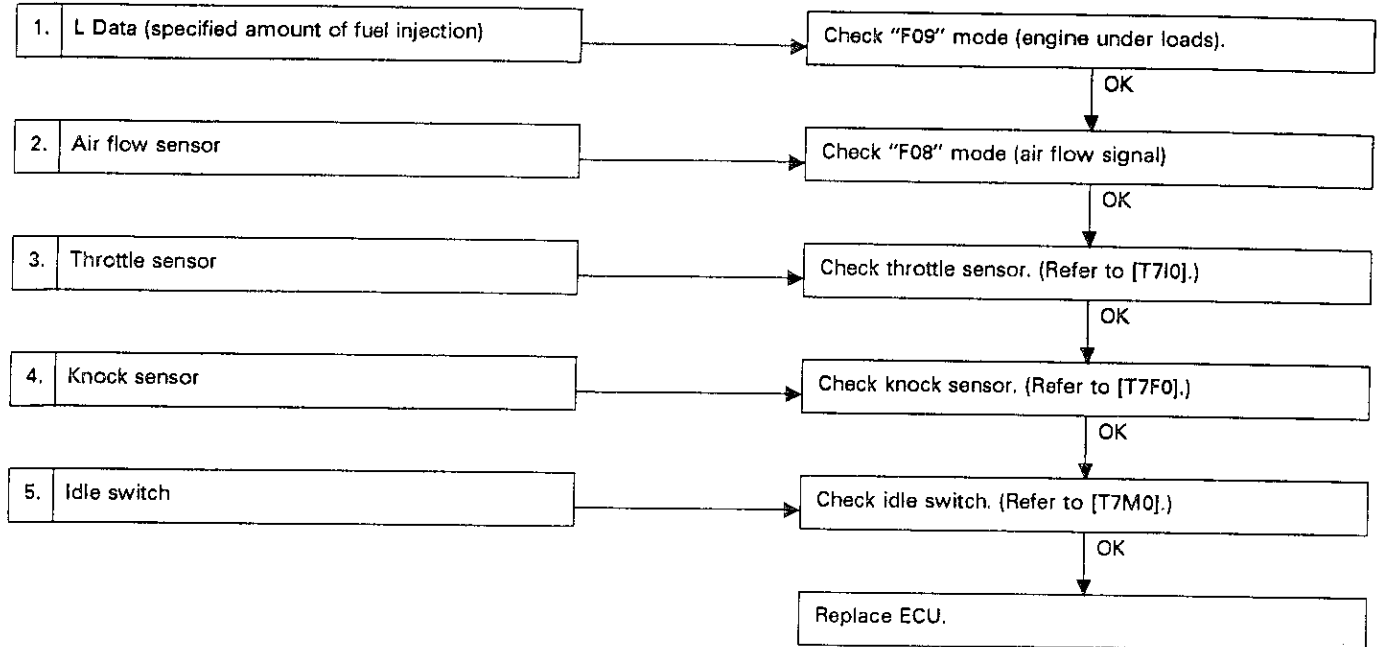 1. L Data (specified amount of fuel injection)
Check "F09" mode (engine under loads).
OK
2. Air flow sensor
Check "F08" mode (air flow signal)
OK
3. Throttle sensor
Check throttle sensor. (Refer to [T7I0].)
OK
4. Knock sensor
Check knock sensor. (Refer to [T7F0].)
OK
5. Idle switch
Check idle switch. (Refer to [T7M0].)
OK
Replace ECU.